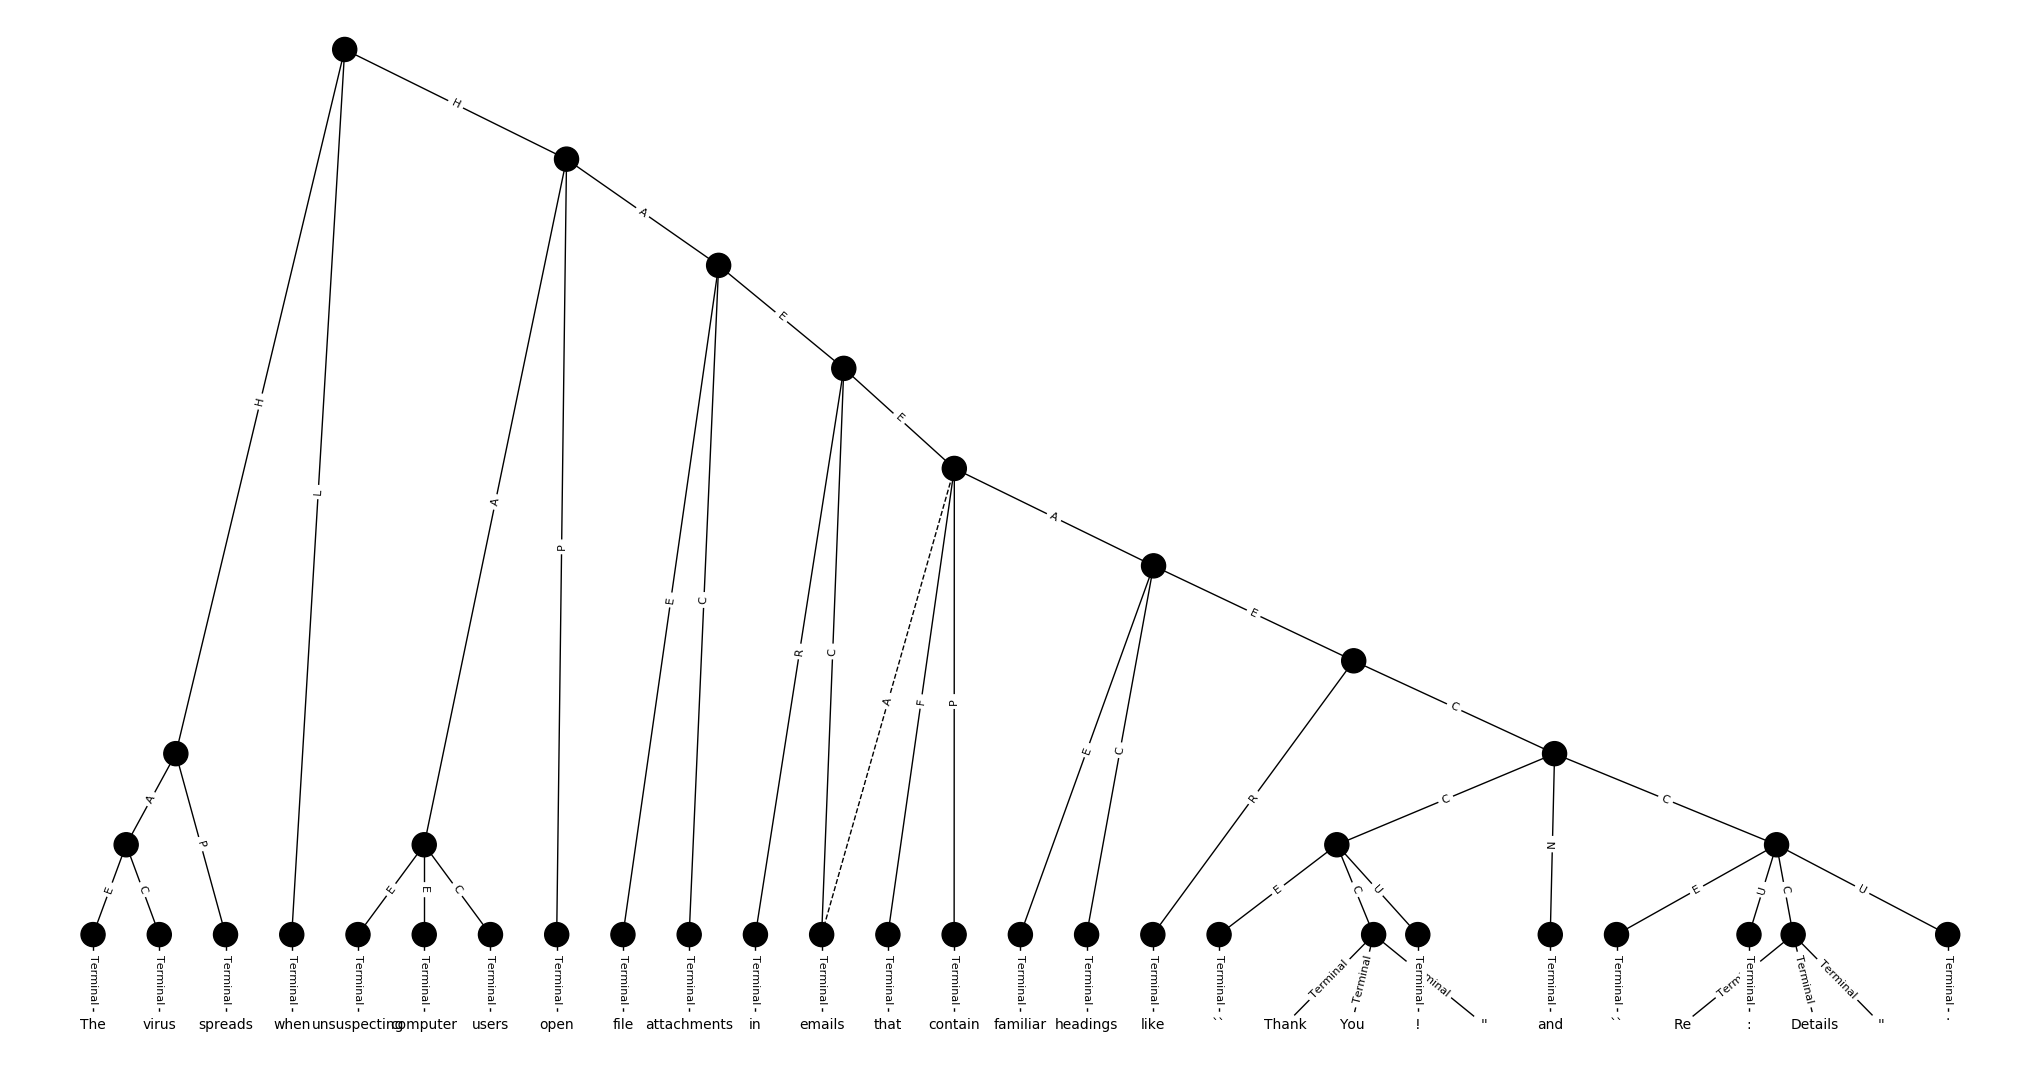 H
A
E
E
H
L
A
P
A
E
C
E
R
C
C
A
F
P
E
C
R
A
P
E
C
E
E
C
C
N
C
E
C
U
E
U
C
U
Terminal Terminal Terminal Terminal Terminal Terminal Terminal Terminal Terminal Terminal Terminal Terminal Terminal Terminal Terminal Terminal Terminal Terminal Terminal Terminal Terminal Terminal Terminal Terminal Terminal Terminal Terminal
The virus spreads when unsuspecting computer users open file attachments in emails that contain familiar headings like `` Thank You ! " and `` Re : Details " .